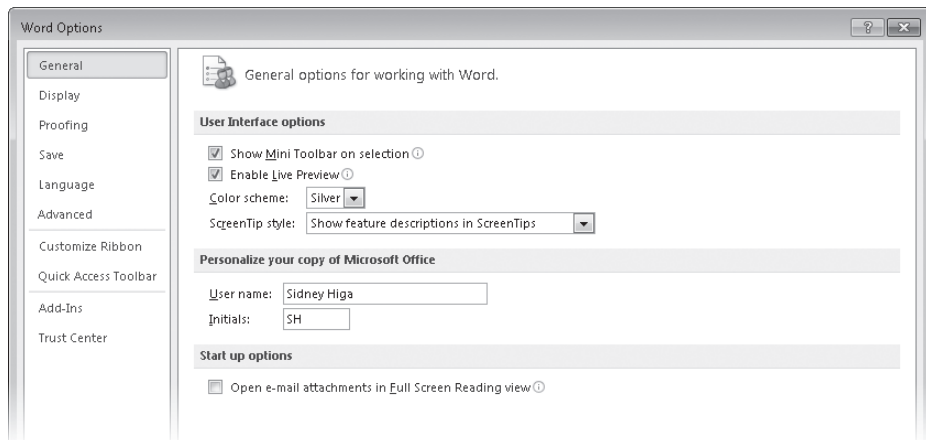 Word Options
General
Display
Proofing
Save
Language
Advanced
Customize Ribbon
Quick Access Toolbar
Add-Ins
Trust Center
General options for working with Word.
User Interface options
Show Mini Toolbar on selection
Enable Live Preview
Color scheme: Silver
ScreenTip style: Show feature descriptions in ScreenTips
Personalize your copy of Microsoft Office
User name: Sidney Higa
Initials: SH
Start up options
Open e-mail attachments in Full Screen Reading view